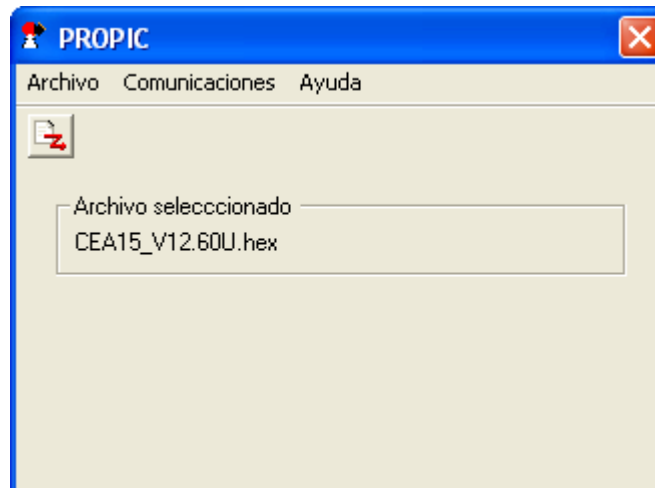 PROPIC
Archivo Comunicaciones Ayuda
Archivo selecccionado
CEA15_V12.60U.hex